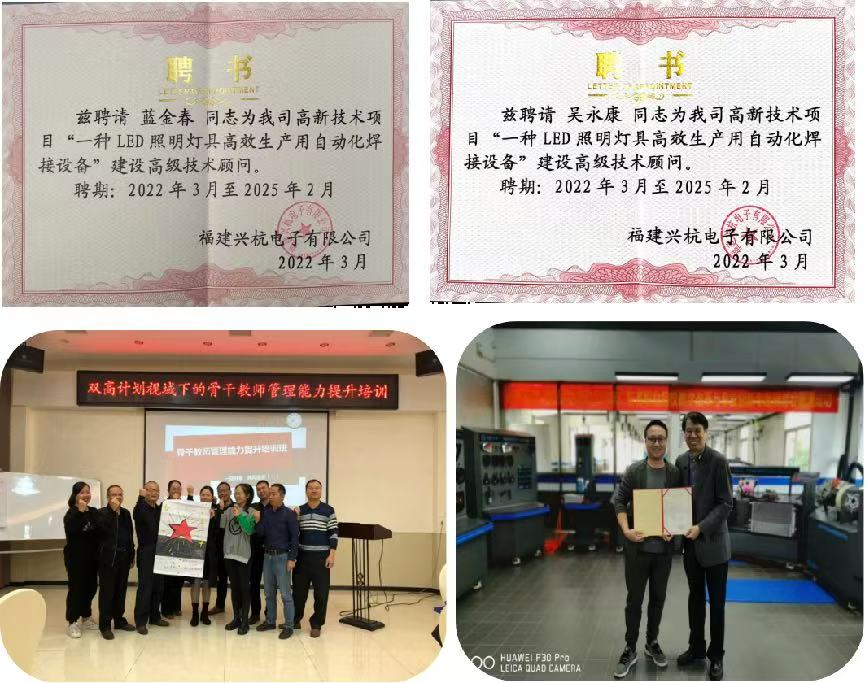 聘 书
LETTER OF APPOINTMENT
兹聘请 蓝金春 同志为我司高新技术项
目“一种 LED 照明灯具高效生产用自动化焊
接设备”建设高级技术顾问。
聘期：2022 年 3 月至 2025 年 2 月
福建兴杭电子有限公司
2022 年 3 月
聘 书
LETTER OF APPOINTMENT
兹聘请 吴永康 同志为我司高新技术项
目“一种 LED 照明灯具高效生产用自动化焊
接设备”建设高级技术顾问。
聘期：2022 年 3 月至 2025 年 2 月
福建兴杭电子有限公司
2022 年 3 月
双高计划视域下的骨干教师管理能力提升培训
骨干教师管理能力提升培训班
HUAWEI P30 Pro
LEICA QUAD CAMERA